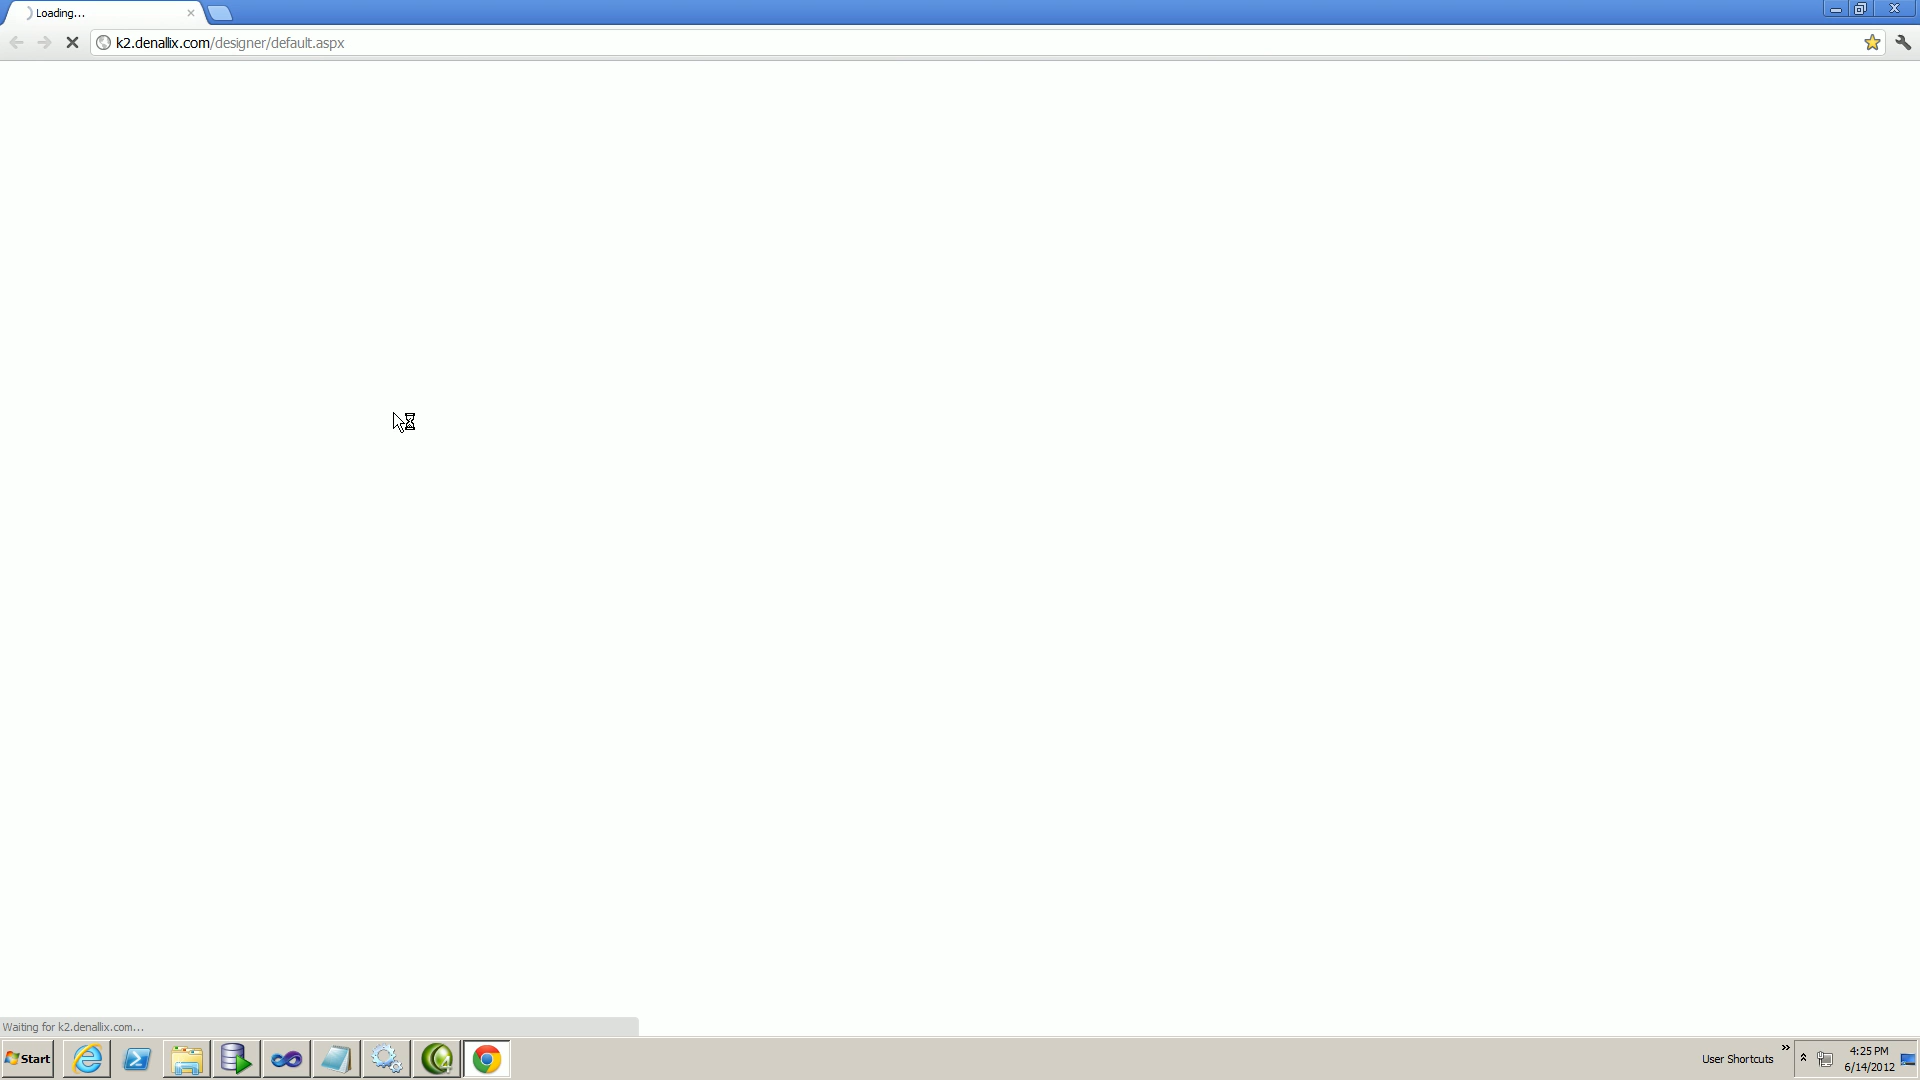 Loading...
k2.denallix.com/designer/default.aspx
Waiting for k2.denallix.com...
Start
User Shortcuts
4:25 PM
6/14/2012